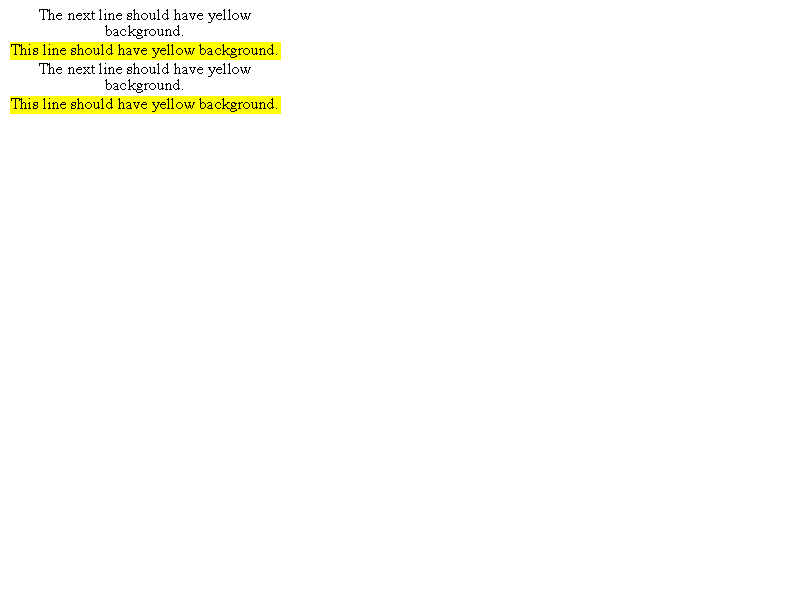 The next line should have yellow
background.
This line should have yellow background.
The next line should have yellow
background.
This line should have yellow background.